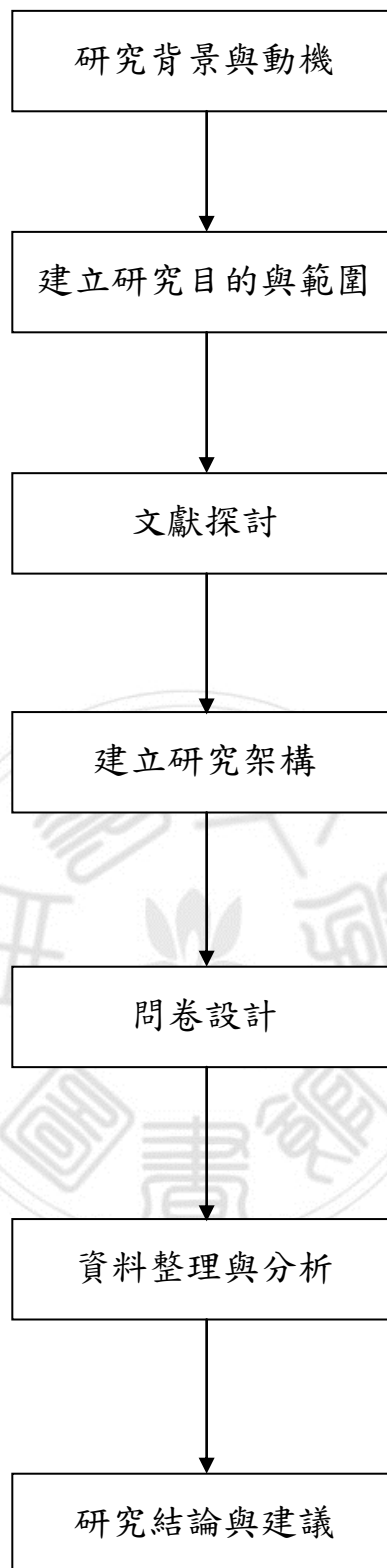 研究背景與動機
建立研究目的與範圍
文獻探討
建立研究架構
問卷設計
資料整理與分析
研究結論與建議